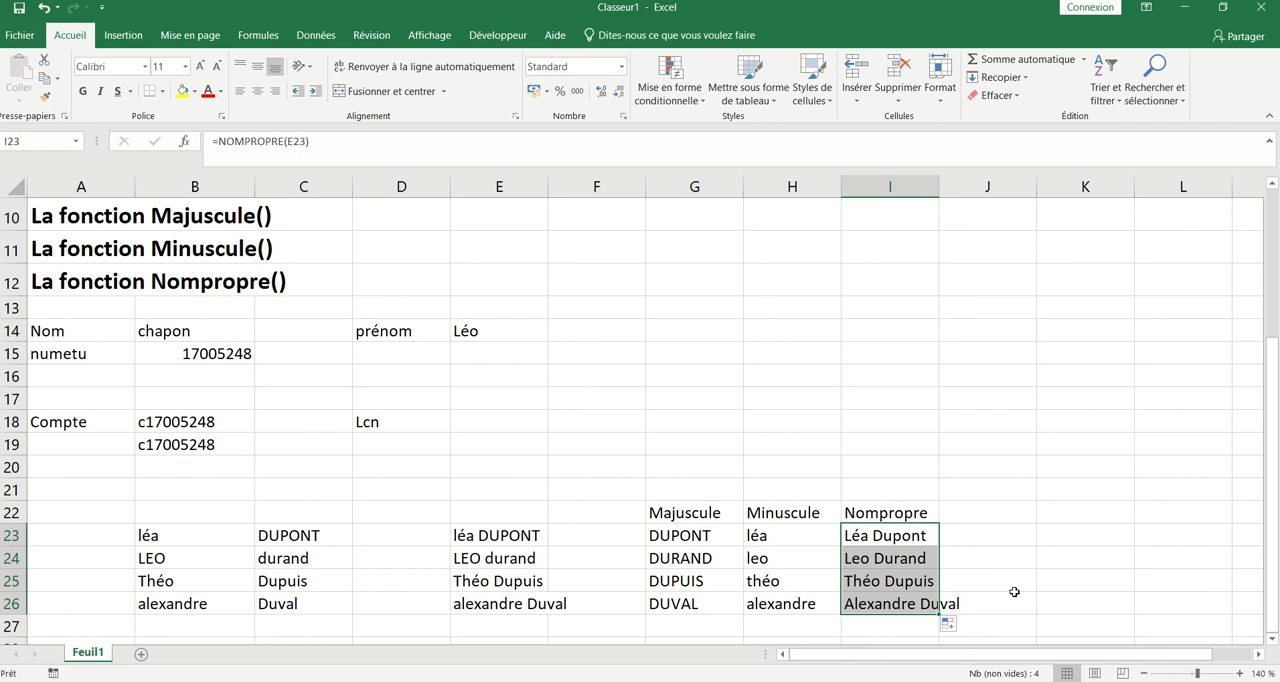 Classeur1 - Excel
Connexion
Fichier Accueil Insertion Mise en page Formules Données Révision Affichage Développeur Aide Dites-nous ce que vous voulez faire Partager
Coller
Calibri 11
Renvoyer à la ligne automatiquement
Standard
Mise en forme conditionnelle
Mettre sous forme de tableau
Styles de cellules
Insérer Supprimer Format
Somme automatique
Recopier
Effacer
Trier et filtrer
Rechercher et sélectionner
G I S
Fusionner et centrer
% 000
Presse-papiers Police Alignement Nombre Styles Cellules Édition
I23 fx =NOMPROPRE(E23)
A B C D E F G H I J K L
10 La fonction Majuscule()
11 La fonction Minuscule()
12 La fonction Nompropre()
13
14 Nom chapon prénom Léo
15 numetu 17005248
16
17
18 Compte c17005248 Lcn
19 c17005248
20
21
22 Majuscule Minuscule Nompropre
23 léa DUPONT léa DUPONT DUPONT léa Léa Dupont
24 LEO durand LEO durand DURAND leo Leo Durand
25 Théo Dupuis Théo Dupuis DUPUIS théo Théo Dupuis
26 alexandre Duval alexandre Duval DUVAL alexandre Alexandre Duval
27
Feuil1
Prêt Nb (non vides) : 4 140 %